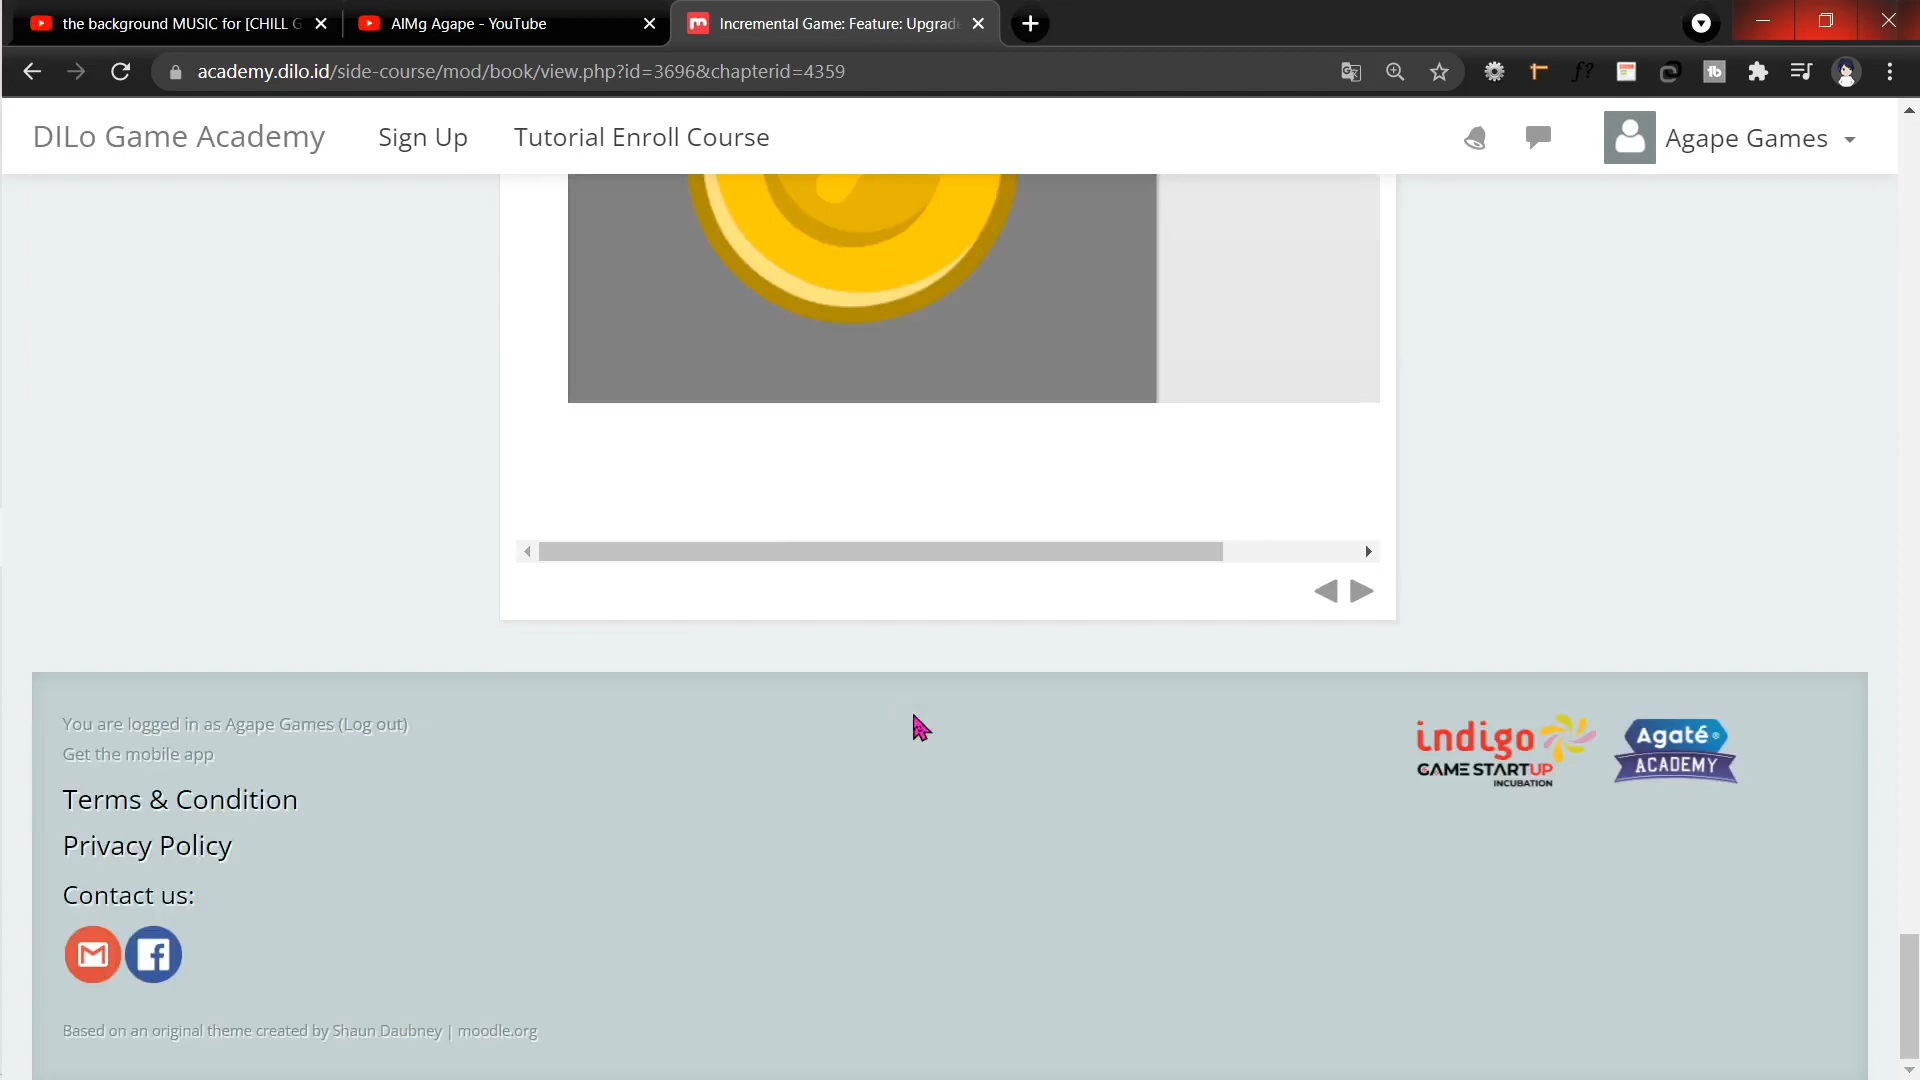 the background MUSIC for [CHILL G
AIMg Agape - YouTube
Incremental Game: Feature: Upgrade
academy.dilo.id/side-course/mod/book/view.php?id=3696&chapterid=4359
DILo Game Academy
Sign Up
Tutorial Enroll Course
Agape Games
You are logged in as Agape Games (Log out)
Get the mobile app
Terms & Condition
Privacy Policy
Contact us:
indigo
GAME STARTUP
INCUBATION
Agaté
ACADEMY
Based on an original theme created by Shaun Daubney | moodle.org